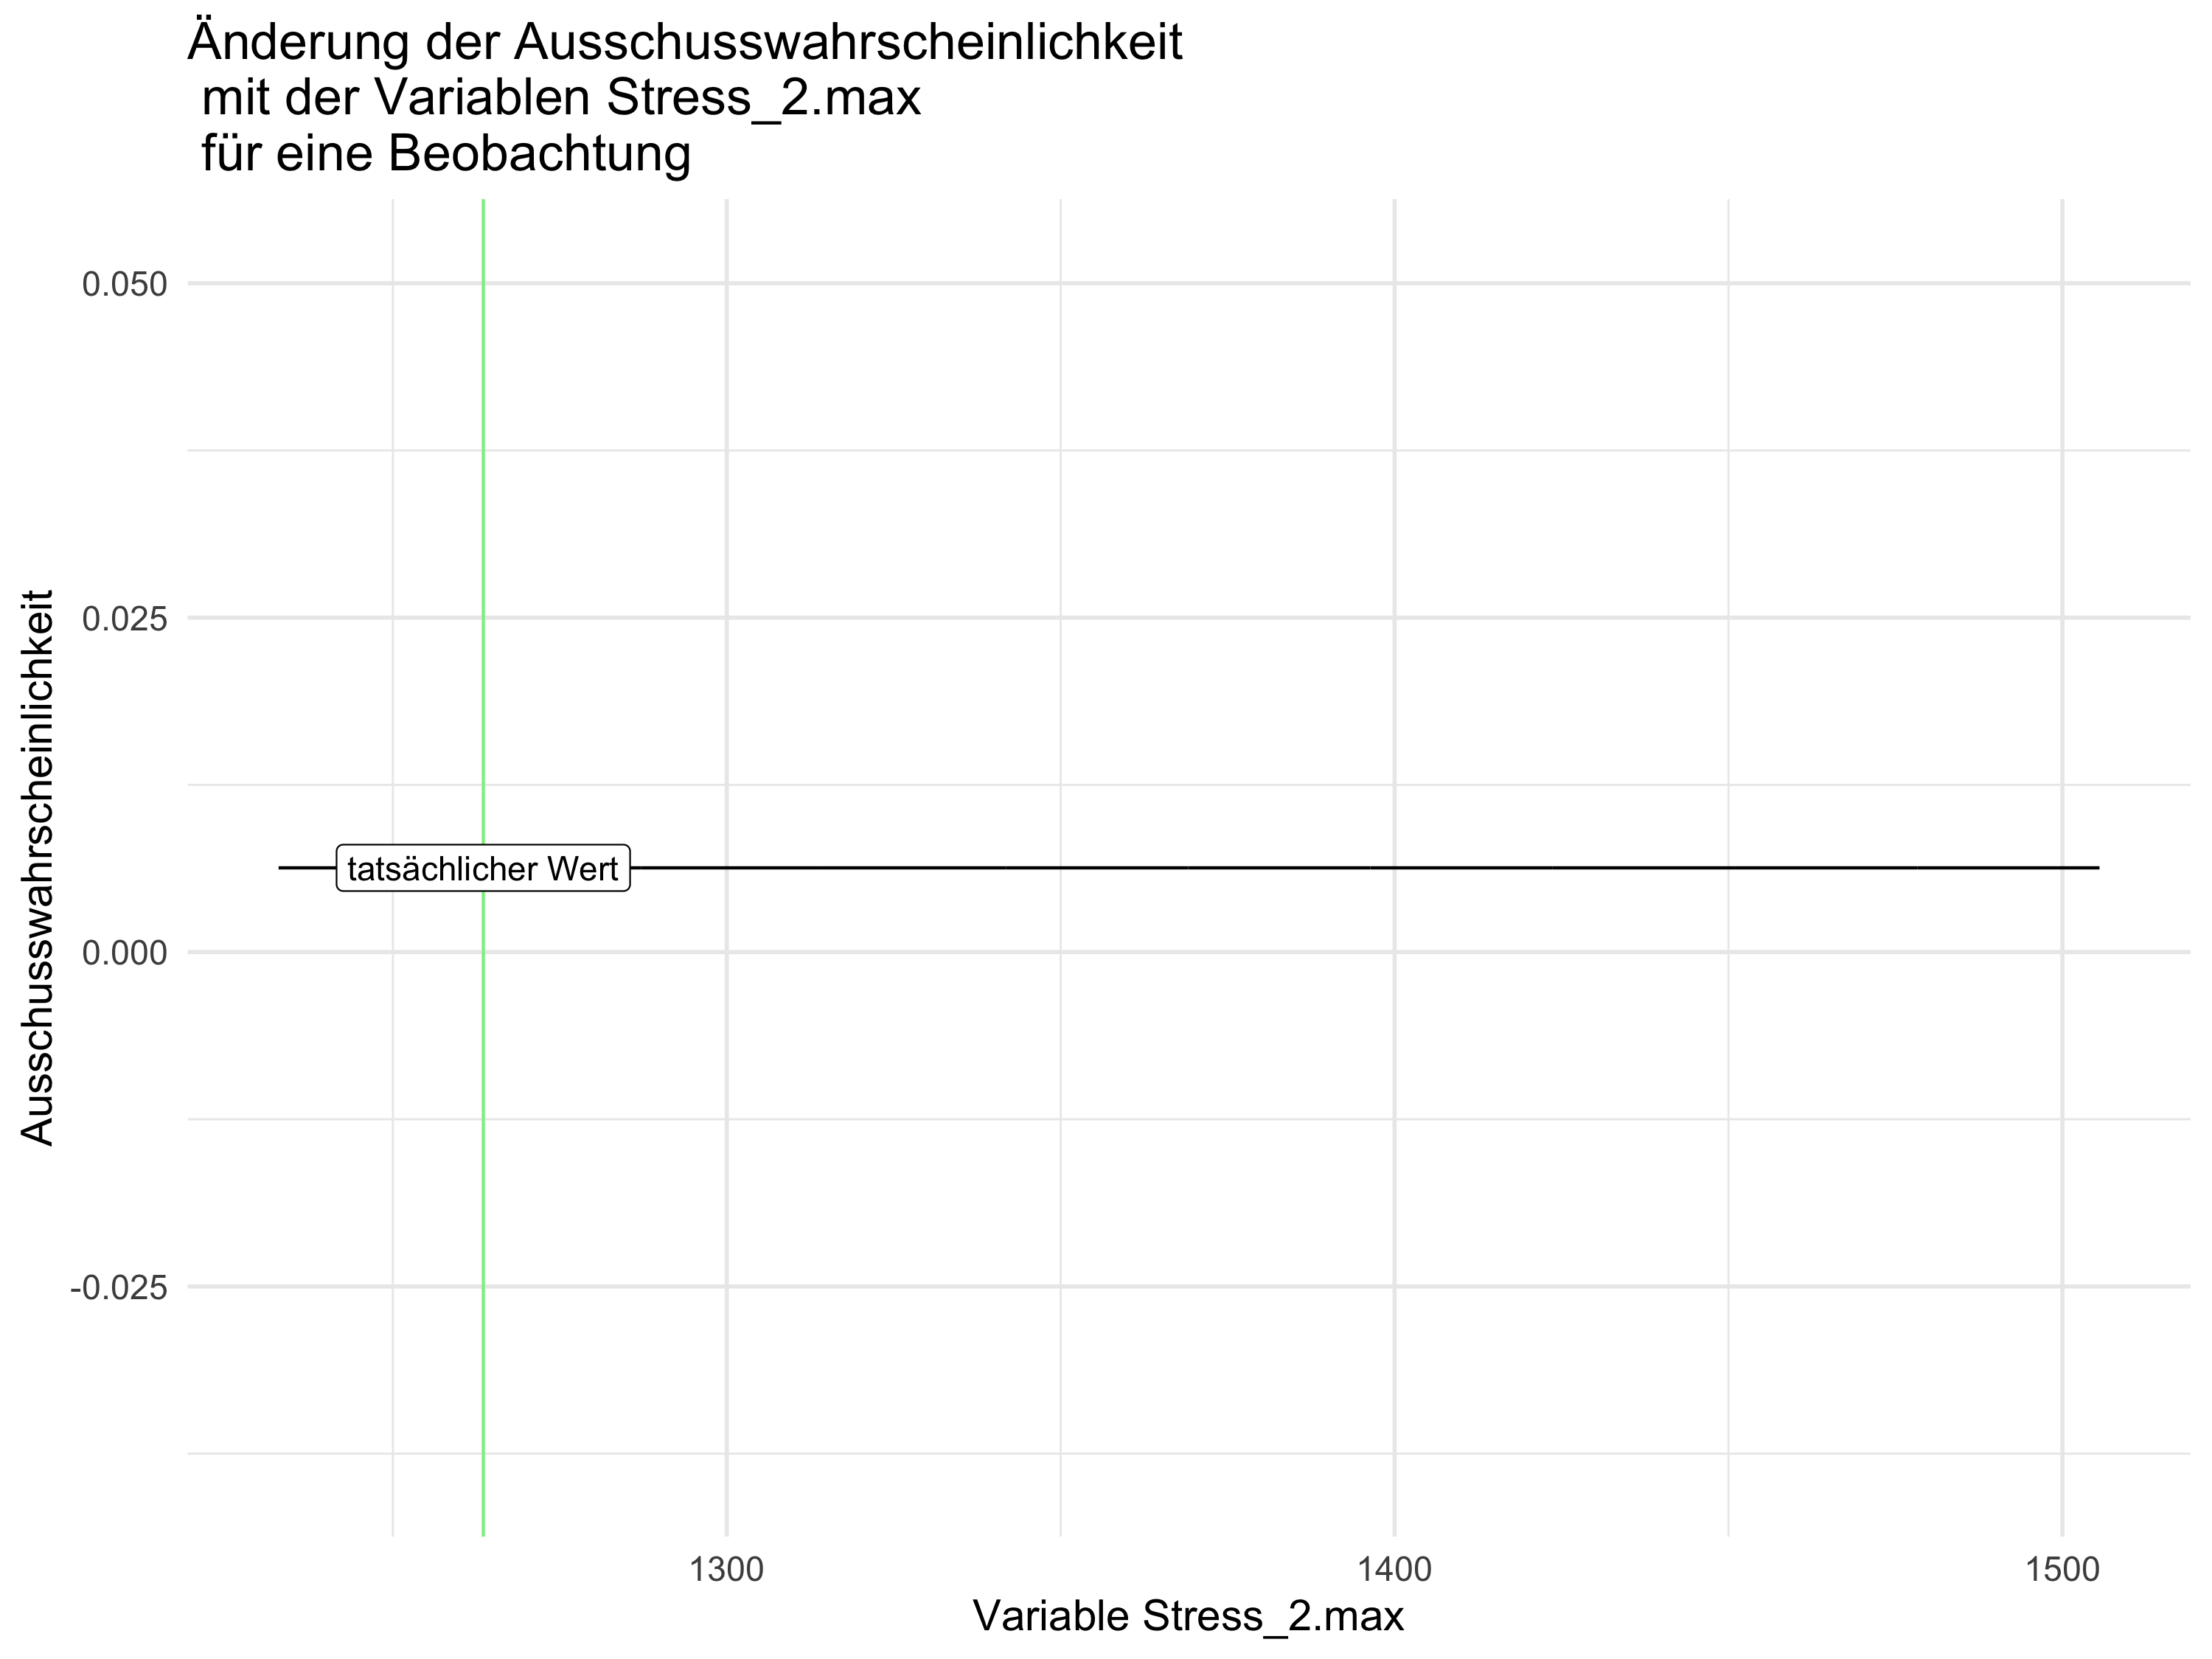 Änderung der Ausschusswahrscheinlichkeit
mit der Variablen Stress_2.max
für eine Beobachtung
0.050
0.025
0.000
-0.025
Ausschusswahrscheinlichkeit
tatsächlicher Wert
1300
1400
1500
Variable Stress_2.max